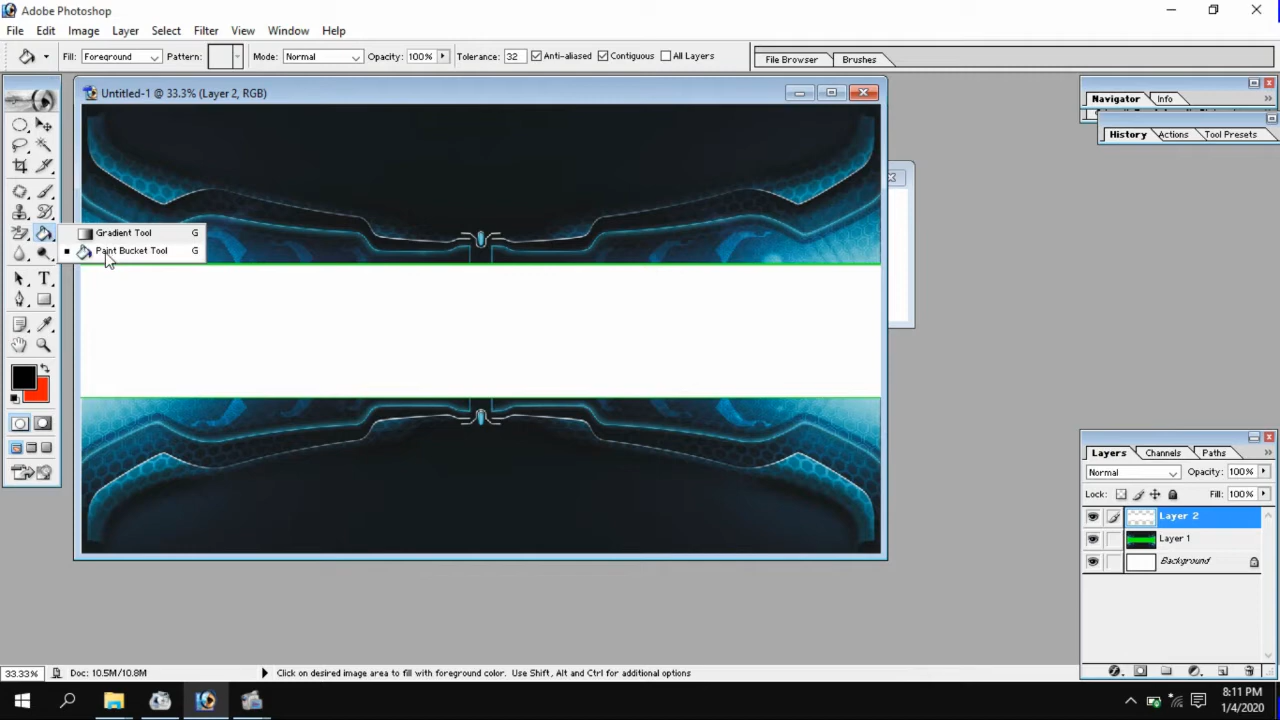 Adobe Photoshop
File Edit Image Layer Select Filter View Window Help
Fill: Foreground Pattern: Mode: Normal Opacity: 100% Tolerance: 32 Anti-aliased Contiguous All Layers File Browser Brushes
Untitled-1 @ 33.3% (Layer 2, RGB)
Navigator Info
History Actions Tool Presets
Gradient Tool G
Paint Bucket Tool G
T
Layers Channels Paths
Normal Opacity: 100%
Lock: Fill: 100%
Layer 2
Layer 1
Background
33.33% Doc: 10.5M/10.8M Click on desired image area to fill with foreground color. Use Shift, Alt and Ctrl for additional options
8:11 PM
1/4/2020